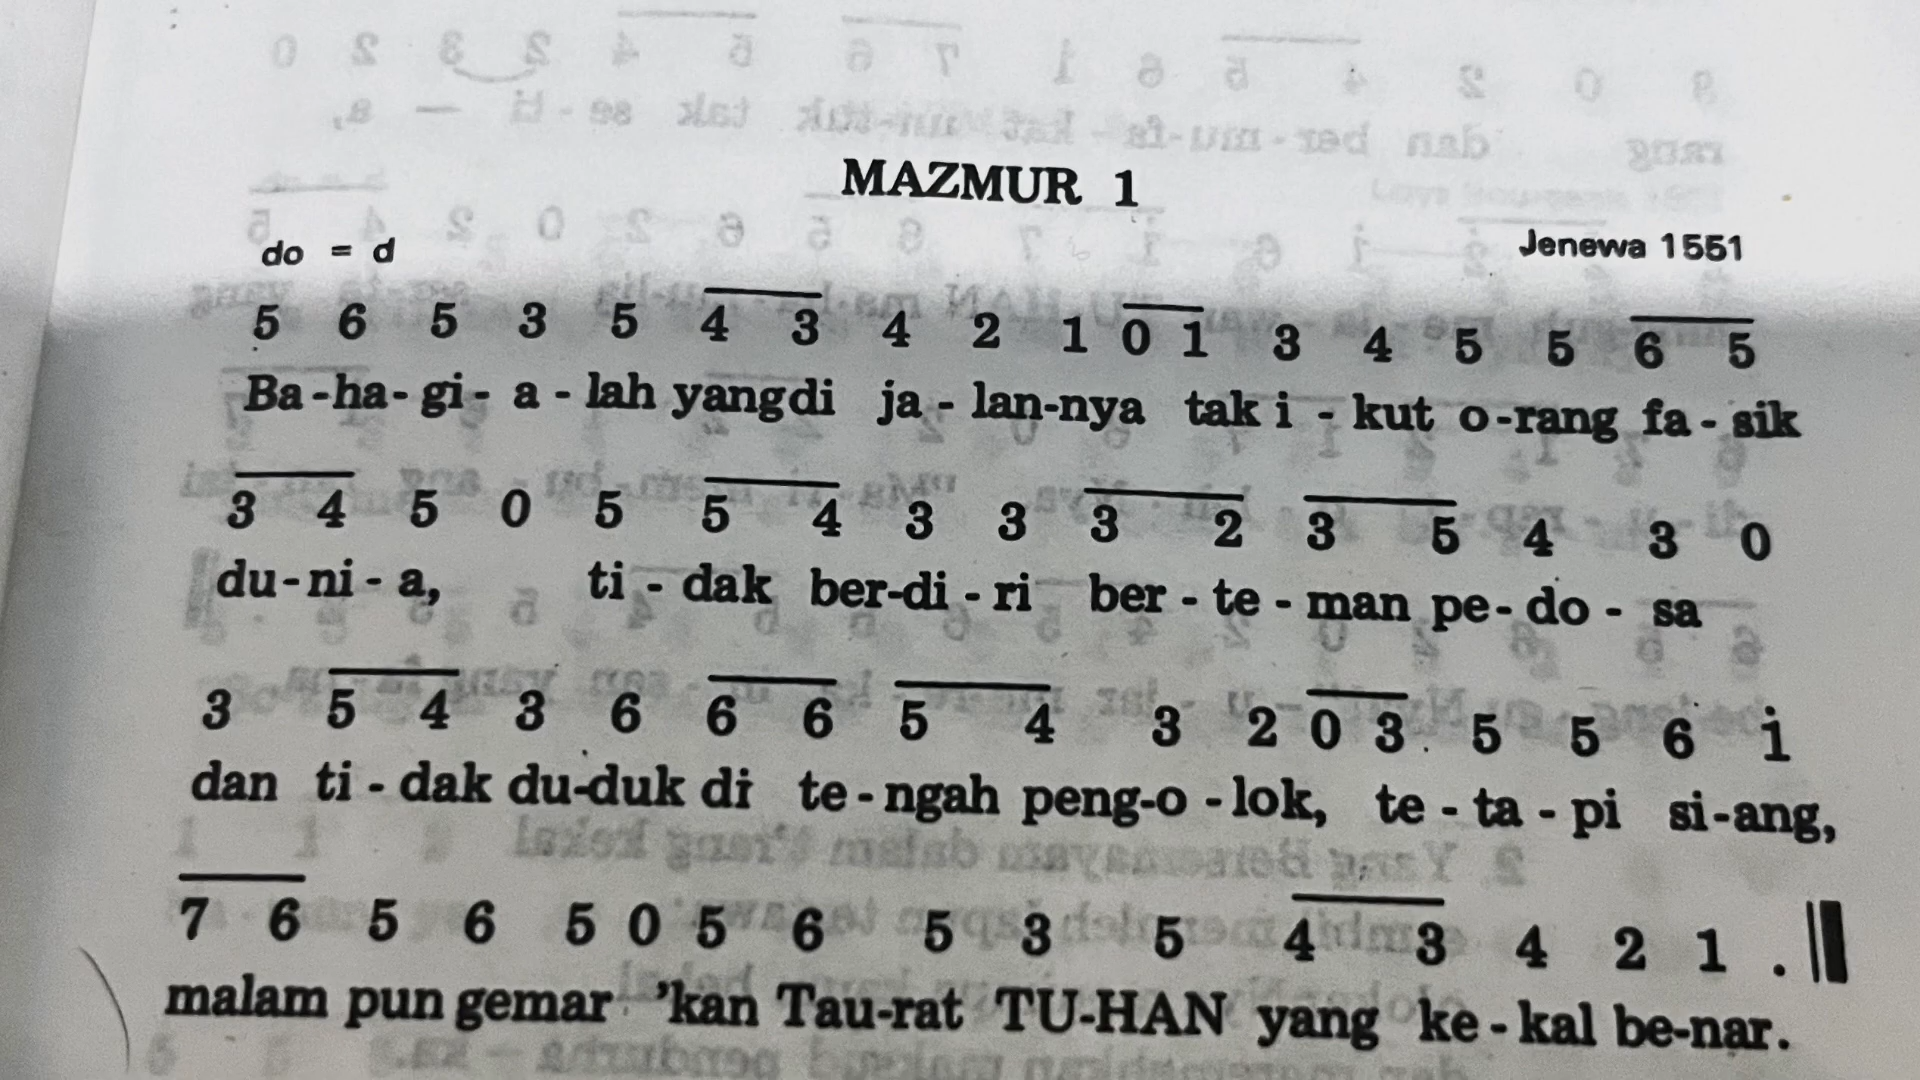 MAZMUR 1
do = d
Jenewa 1551
5 6 5 3 5 4 3 4 2 1 0 1 3 4 5 5 6 5
Ba-ha-gi-a-lah yang di ja-lan-nya tak i-kut o-rang fa-sik
3 4 5 0 5 5 4 3 3 3 2 3 5 4 3 0
du-ni-a, ti-dak ber-di-ri ber-te-man pe-do-sa
3 5 4 3 6 6 6 5 4 3 2 0 3 . 5 5 6 i
dan ti-dak du-duk di te-ngah peng-o-lok, te-ta-pi si-ang,
7 6 5 6 5 0 5 6 5 3 5 4 3 4 2 1 .
malam pun gemar 'kan Tau-rat TU-HAN yang ke-kal be-nar.